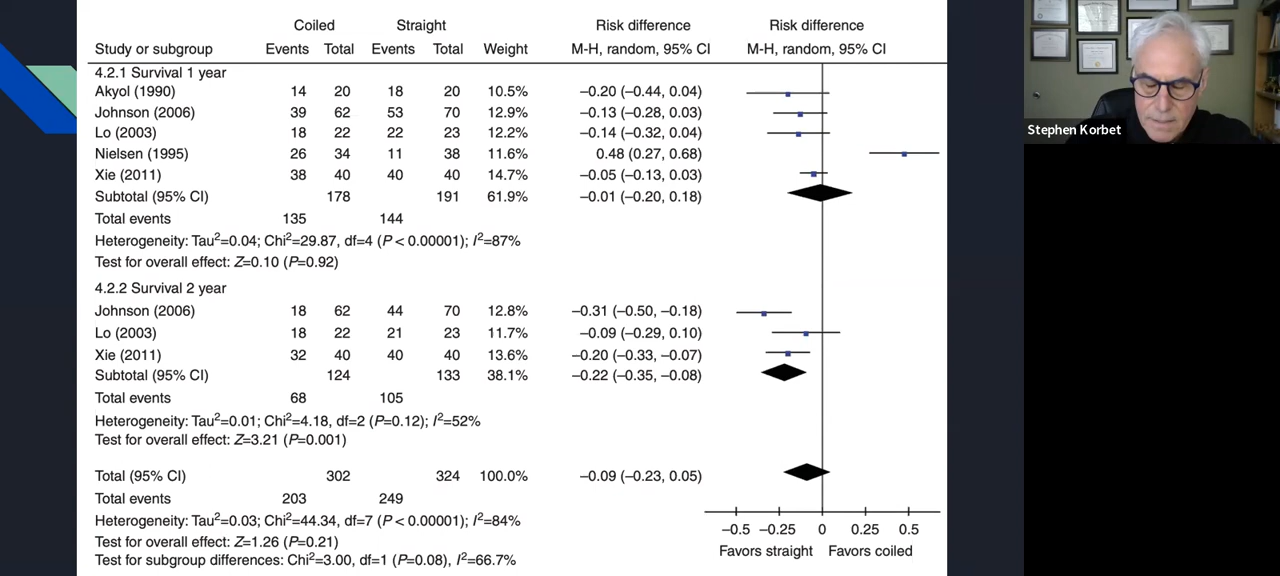 Coiled Straight Risk difference Risk difference
Study or subgroup Events Total Events Total Weight M-H, random, 95% CI M-H, random, 95% CI
4.2.1 Survival 1 year
Akyol (1990) 14 20 18 20 10.5% −0.20 (−0.44, 0.04)
Johnson (2006) 39 62 53 70 12.9% −0.13 (−0.28, 0.03)
Lo (2003) 18 22 22 23 12.2% −0.14 (−0.32, 0.04)
Nielsen (1995) 26 34 11 38 11.6% 0.48 (0.27, 0.68)
Xie (2011) 38 40 40 40 14.7% −0.05 (−0.13, 0.03)
Subtotal (95% CI) 178 191 61.9% −0.01 (−0.20, 0.18)
Total events 135 144
Heterogeneity: Tau²=0.04; Chi²=29.87, df=4 (P < 0.00001); I²=87%
Test for overall effect: Z=0.10 (P=0.92)
4.2.2 Survival 2 year
Johnson (2006) 18 62 44 70 12.8% −0.31 (−0.50, −0.18)
Lo (2003) 18 22 21 23 11.7% −0.09 (−0.29, 0.10)
Xie (2011) 32 40 40 40 13.6% −0.20 (−0.33, −0.07)
Subtotal (95% CI) 124 133 38.1% −0.22 (−0.35, −0.08)
Total events 68 105
Heterogeneity: Tau²=0.01; Chi²=4.18, df=2 (P=0.12); I²=52%
Test for overall effect: Z=3.21 (P=0.001)
Total (95% CI) 302 324 100.0% −0.09 (−0.23, 0.05)
Total events 203 249
Heterogeneity: Tau²=0.03; Chi²=44.34, df=7 (P < 0.00001); I²=84%
Test for overall effect: Z=1.26 (P=0.21)
Test for subgroup differences: Chi²=3.00, df=1 (P=0.08), I²=66.7%
−0.5 −0.25 0 0.25 0.5
Favors straight Favors coiled
Stephen Korbet